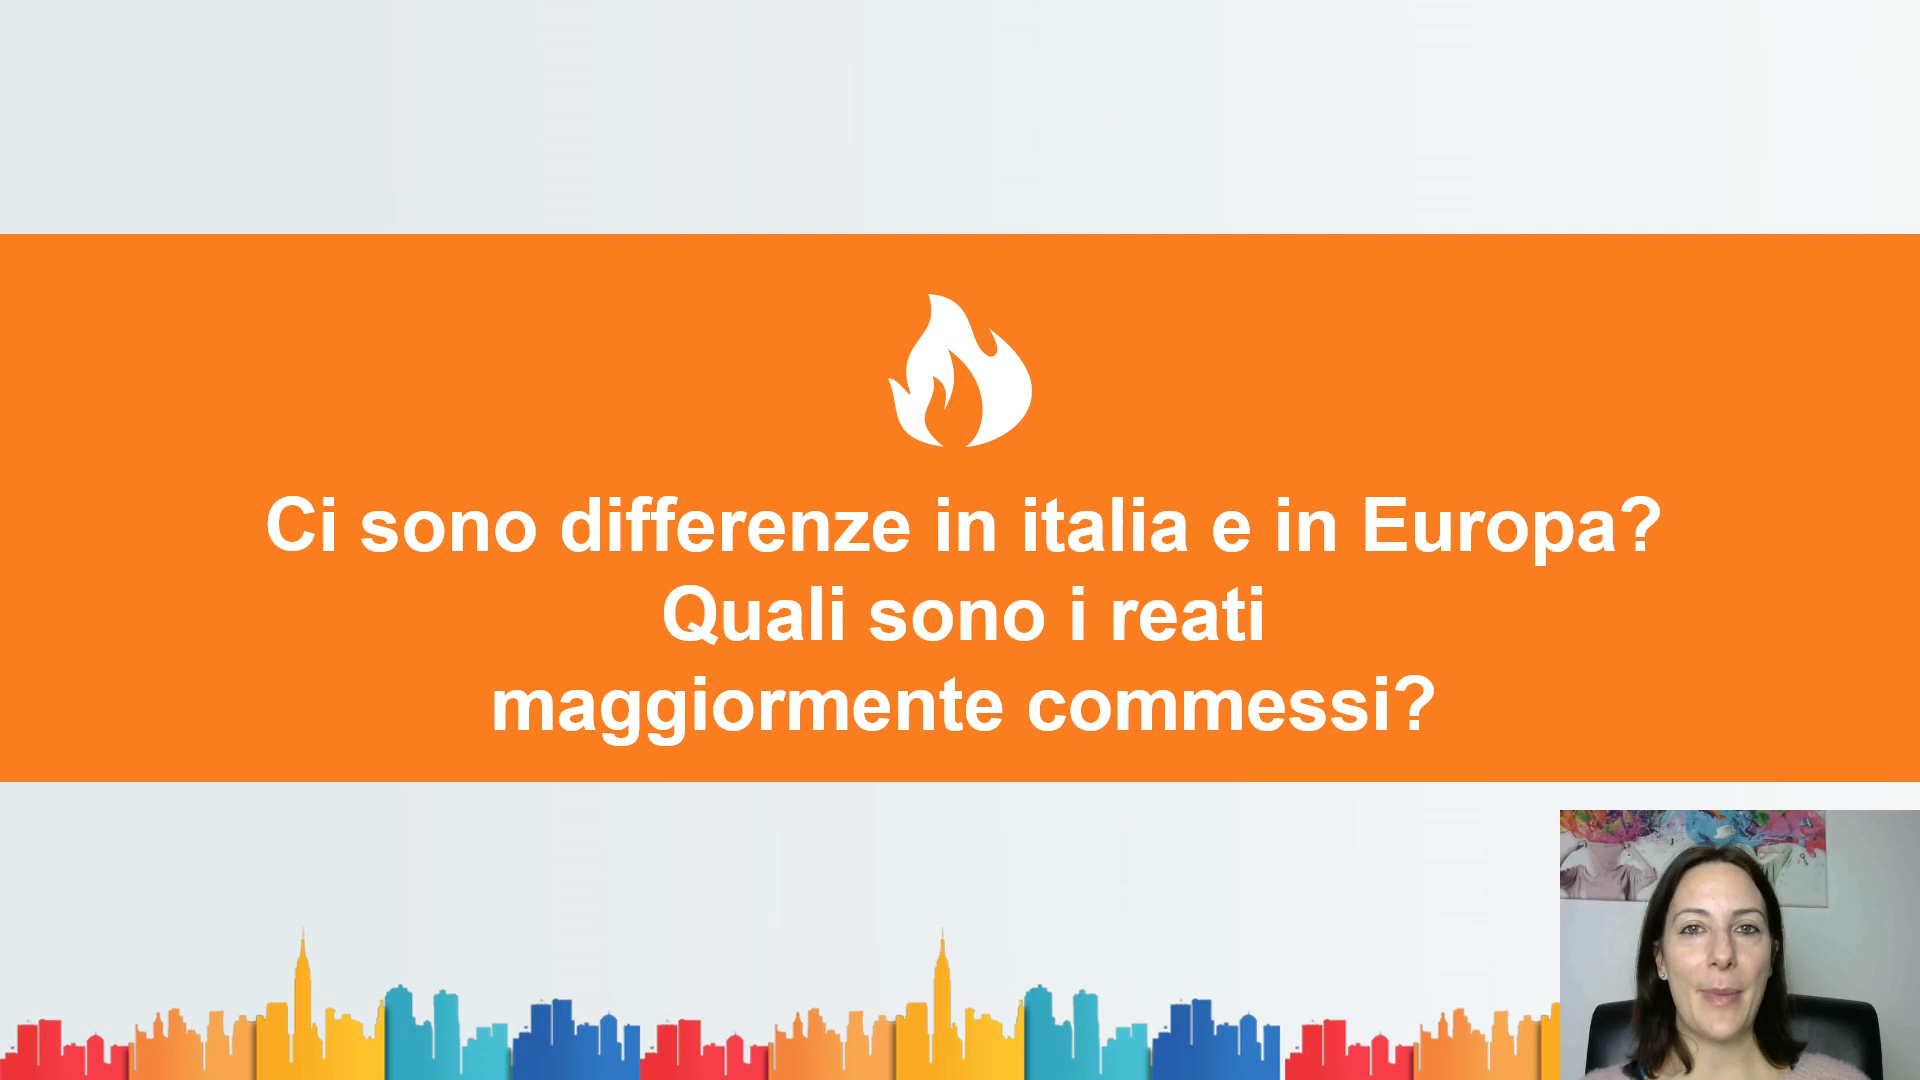 Ci sono differenze in italia e in Europa?
Quali sono i reati
maggiormente commessi?